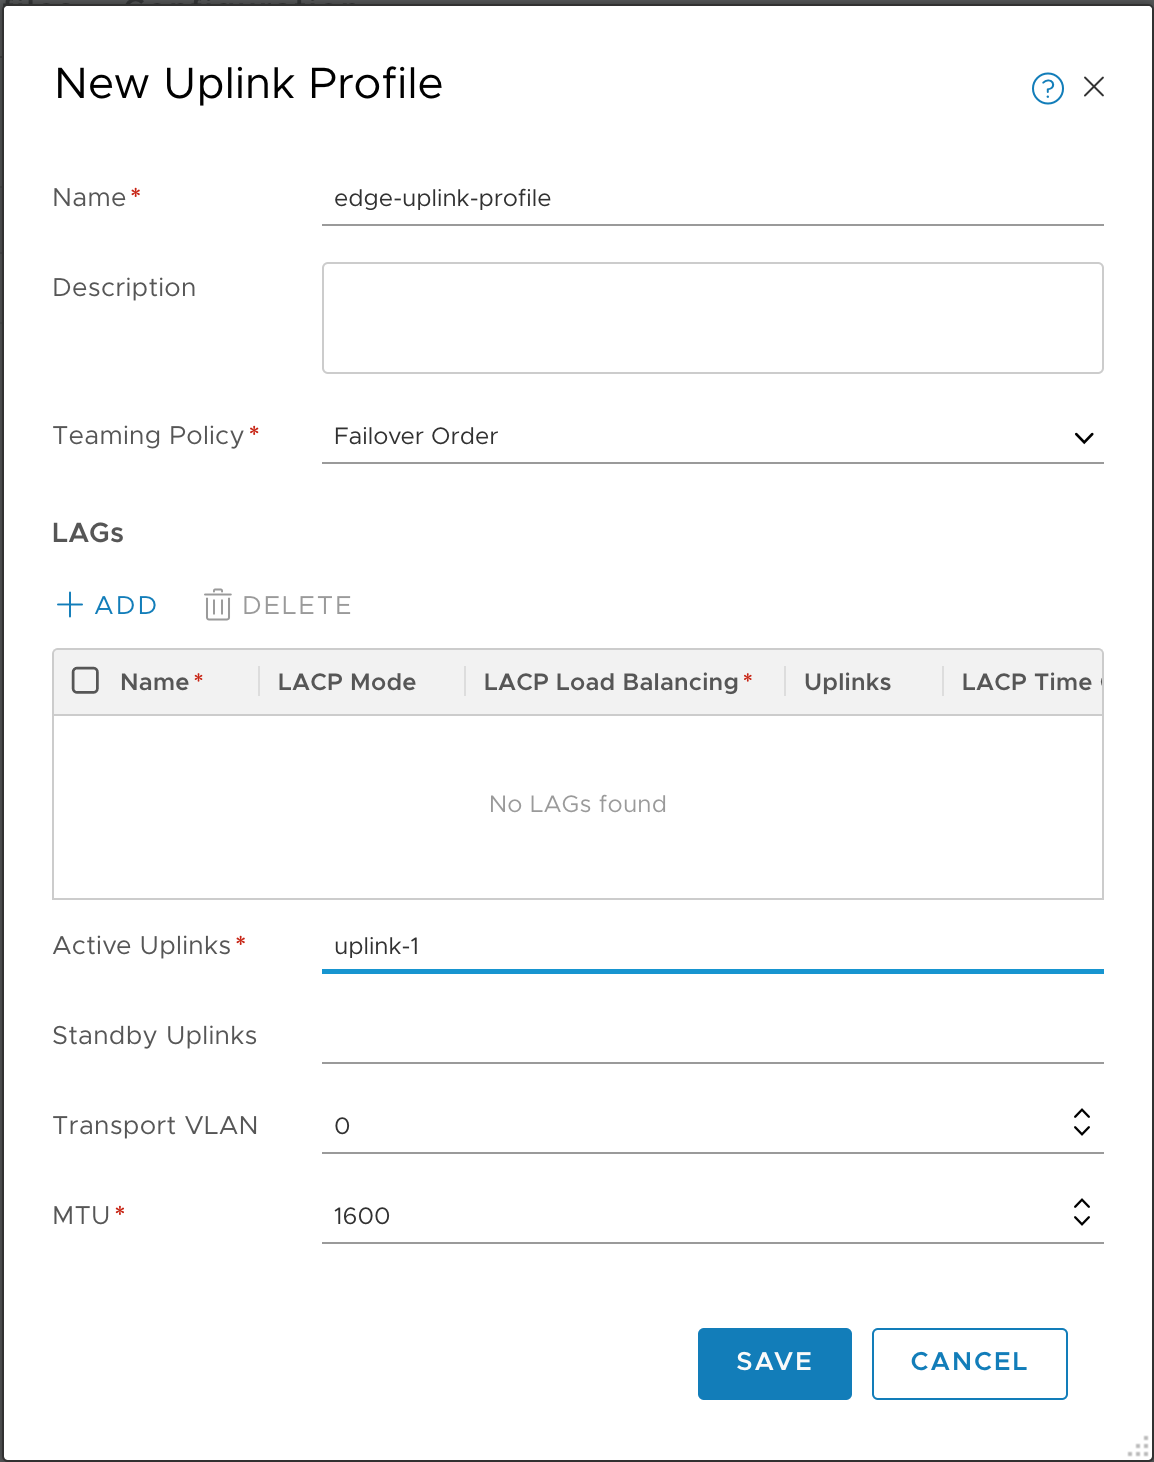 New Uplink Profile
?
Name* edge-uplink-profile
Description
Teaming Policy* Failover Order
LAGs
ADD DELETE
Name* LACP Mode LACP Load Balancing* Uplinks LACP Time
No LAGs found
Active Uplinks* uplink-1
Standby Uplinks
Transport VLAN 0
MTU* 1600
SAVE CANCEL